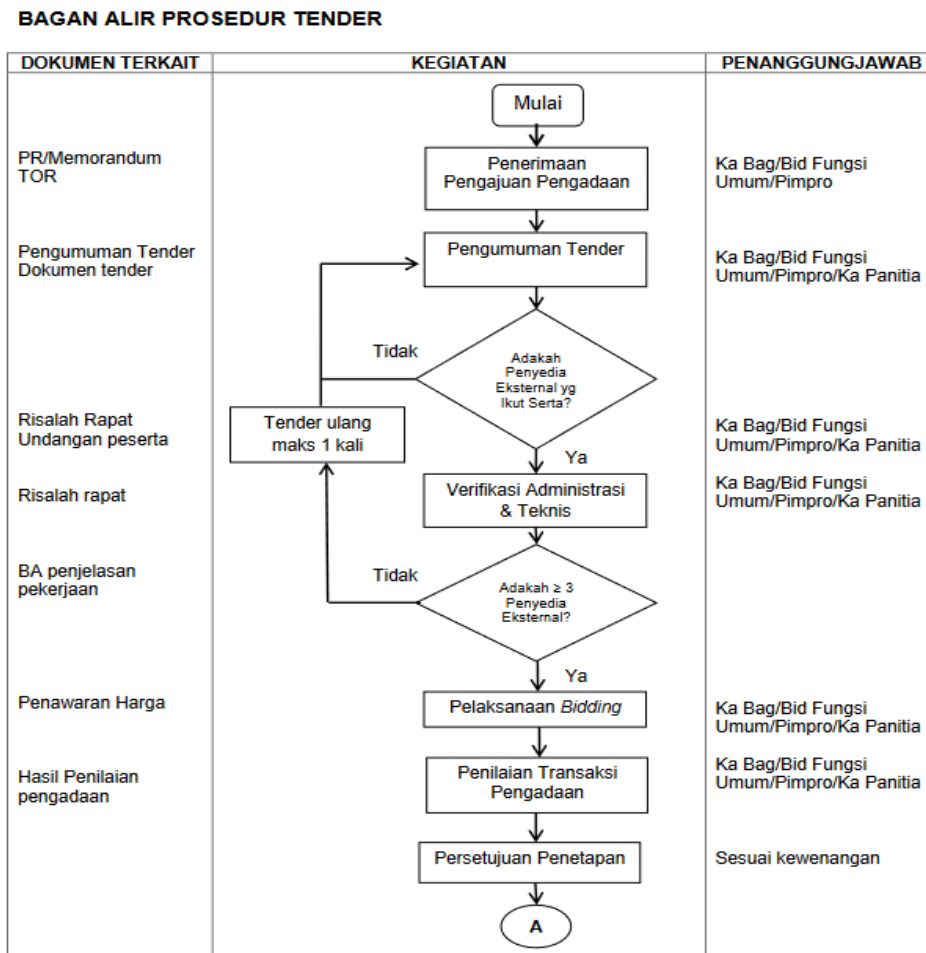 BAGAN ALIR PROSEDUR TENDER
DOKUMEN TERKAIT
KEGIATAN
PENANGGUNGJAWAB
Mulai
PR/Memorandum
TOR
Penerimaan
Pengajuan Pengadaan
Ka Bag/Bid Fungsi
Umum/Pimpro
Pengumuman Tender
Dokumen tender
Pengumuman Tender
Ka Bag/Bid Fungsi
Umum/Pimpro/Ka Panitia
Tidak
Adakah
Penyedia
Eksternal yg
Ikut Serta?
Risalah Rapat
Undangan peserta
Tender ulang
maks 1 kali
Ka Bag/Bid Fungsi
Umum/Pimpro/Ka Panitia
Ya
Risalah rapat
Verifikasi Administrasi
& Teknis
Ka Bag/Bid Fungsi
Umum/Pimpro/Ka Panitia
BA penjelasan
pekerjaan
Tidak
Adakah ≥ 3
Penyedia
Eksternal?
Ya
Penawaran Harga
Pelaksanaan Bidding
Ka Bag/Bid Fungsi
Umum/Pimpro/Ka Panitia
Hasil Penilaian
pengadaan
Penilaian Transaksi
Pengadaan
Ka Bag/Bid Fungsi
Umum/Pimpro/Ka Panitia
Persetujuan Penetapan
Sesuai kewenangan
A